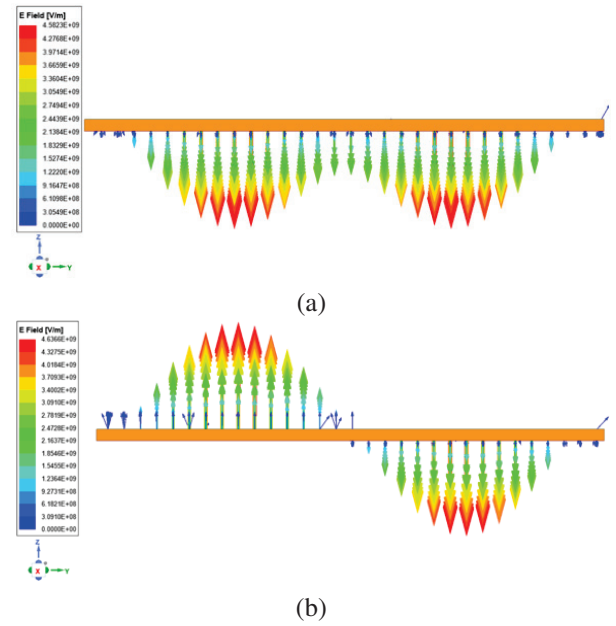 E Field [V/m]
4.5823E+09
4.2768E+09
3.9714E+09
3.6659E+09
3.3604E+09
3.0549E+09
2.7494E+09
2.4439E+09
2.1384E+09
1.8329E+09
1.5274E+09
1.2220E+09
9.1647E+08
6.1098E+08
3.0549E+08
0.0000E+00
Z
X
Y
(a)
E Field [V/m]
4.6366E+09
4.3275E+09
4.0184E+09
3.7093E+09
3.4002E+09
3.0910E+09
2.7819E+09
2.4728E+09
2.1637E+09
1.8546E+09
1.5455E+09
1.2364E+09
9.2731E+08
6.1821E+08
3.0910E+08
0.0000E+00
Z
X
Y
(b)